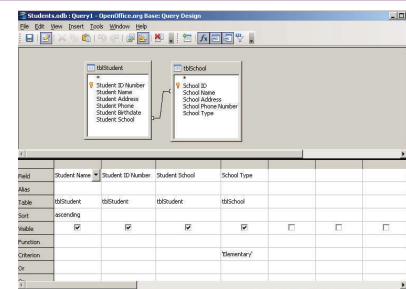 Students.odb : Query1 - OpenOffice.org Base: Query Design
File Edit View Insert Tools Window Help
tblStudent
*
Student ID Number
Student Name
Student Address
Student Phone
Student Birthdate
Student School
tblSchool
*
School ID
School Name
School Address
School Phone Number
School Type
Field Student Name Student ID Number Student School School Type
Alias
Table tblStudent tblStudent tblStudent tblSchool
Sort ascending
Visible
Function
Criterion 'Elementary'
Or
Or